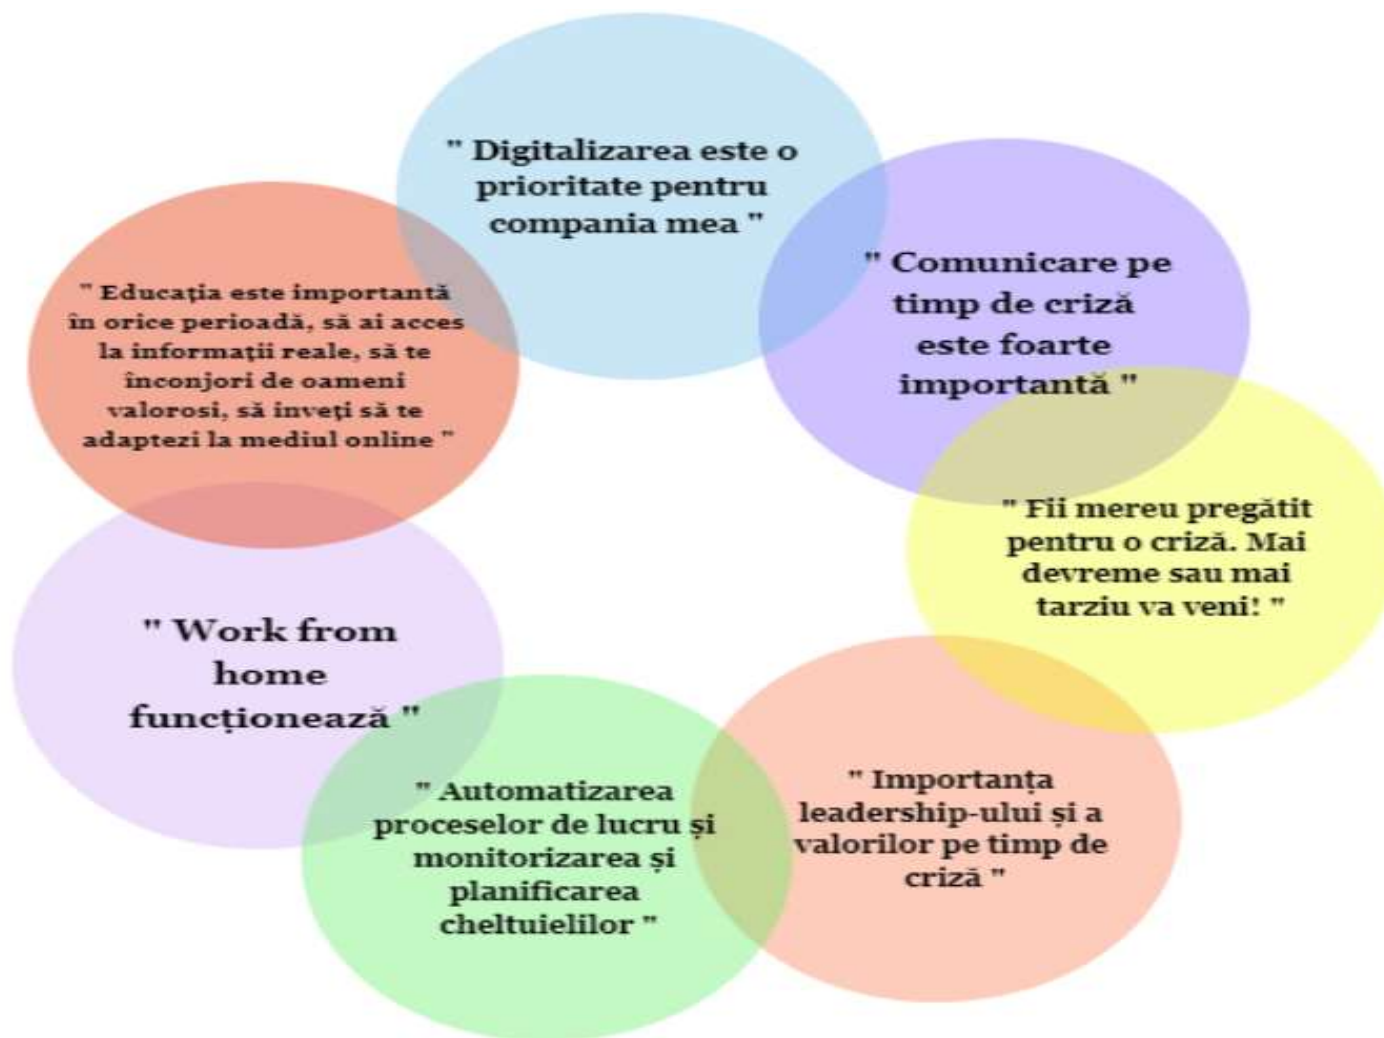 " Digitalizarea este o
prioritate pentru
compania mea "
" Comunicare pe
timp de criză
este foarte
importantă "
" Fii mereu pregătit
pentru o criză. Mai
devreme sau mai
tarziu va veni! "
" Importanța
leadership-ului și a
valorilor pe timp de
criză "
" Automatizarea
proceselor de lucru și
monitorizarea și
planificarea
cheltuielilor "
" Work from
home
funcționează "
" Educația este importantă
în orice perioadă, să ai acces
la informații reale, să te
înconjori de oameni
valorosi, să inveți să te
adaptezi la mediul online "